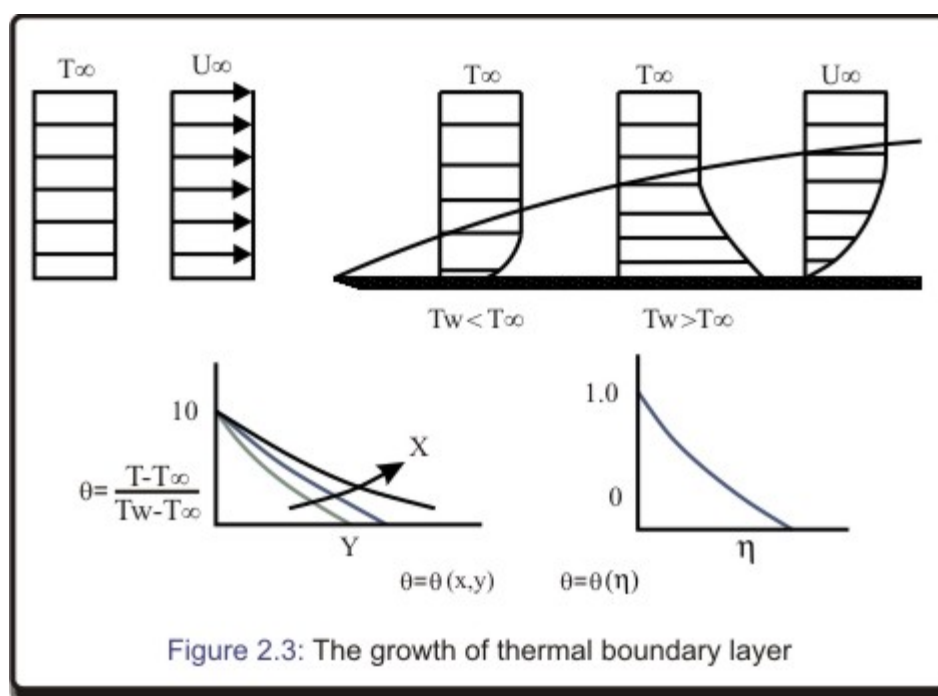 T∞ U∞ T∞ T∞ U∞
Tw<T∞ Tw>T∞
10
X
θ= T-T∞
Tw-T∞
Y
θ=θ(x,y)
1.0
0
η
θ=θ(η)
Figure 2.3: The growth of thermal boundary layer